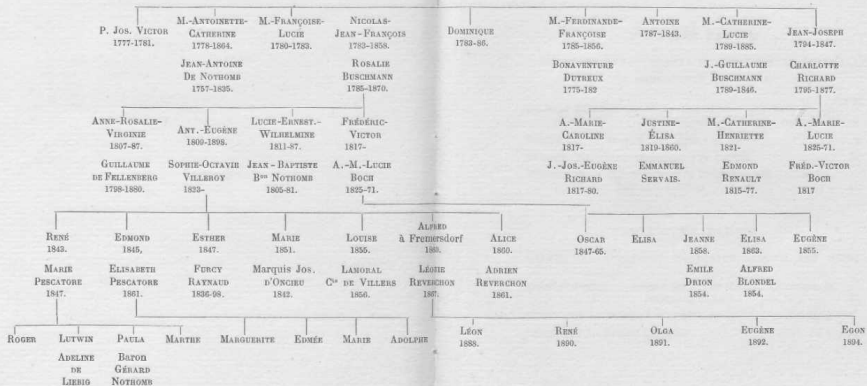 P. Jos. Victor
1777-1781.
M.-Antoinette-
Catherine
1778-1864.
Jean-Antoine
De Nothomb
1757-1835.
M.-Françoise-
Lucie
1780-1783.
Nicolas-
Jean-François
1783-1858.
Rosalie
Buschmann
1785-1870.
Dominique
1783-86.
M.-Ferdinande-
Françoise
1785-1856.
Bonaventure
Dutreux
1775-182
Antoine
1787-1843.
M.-Catherine-
Lucie
1789-1885.
J.-Guillaume
Buschmann
1789-1846.
Jean-Joseph
1794-1847.
Charlotte
Richard
1795-1877.
Anne-Rosalie-
Virginie
1807-87.
Guillaume
de Fellenberg
1798-1880.
Ant.-Eugène
1809-1898.
Sophie-Octavie
Villeroy
1823-
Lucie-Ernest.-
Wilhelmine
1811-87.
Jean-Baptiste
Bon Nothomb
1805-81.
Frédéric-
Victor
1817-
A.-M.-Lucie
Boch
1825-71.
A.-Marie-
Caroline
1817-
J.-Jos.-Eugène
Richard
1817-80.
Justine-
Élisa
1819-1860.
Emmanuel
Servais.
M.-Catherine-
Henriette
1821-
Edmond
Renault
1815-77.
A.-Marie-
Lucie
1825-71.
Fréd.-Victor
Boch
1817
René
1843.
Marie
Pescatore
1847.
Edmond
1845,
Elisabeth
Pescatore
1861.
Esther
1847.
Furcy
Raynaud
1836-98.
Marie
1851.
Marquis Jos.
d'Oncieu
1842.
Louise
1855.
Lamoral
Cte de Villers
1856.
Alfred
à Fremersdorf
Léonie
Reverchon
1867.
Alice
1860.
Adrien
Reverchon
1861.
Oscar
1847-65.
Elisa
Jeanne
1858.
Emile
Drion
1854.
Elisa
1863.
Alfred
Blondel
1854.
Eugène
1855.
Roger
Lutwin
Adeline
de
Liebig
Paula
Baron
Gérard
Nothomb
Marthe
Marguerite
Edmée
Marie
Adolphe
Léon
1888.
René
1890.
Olga
1891.
Eugène
1892.
Egon
1894.